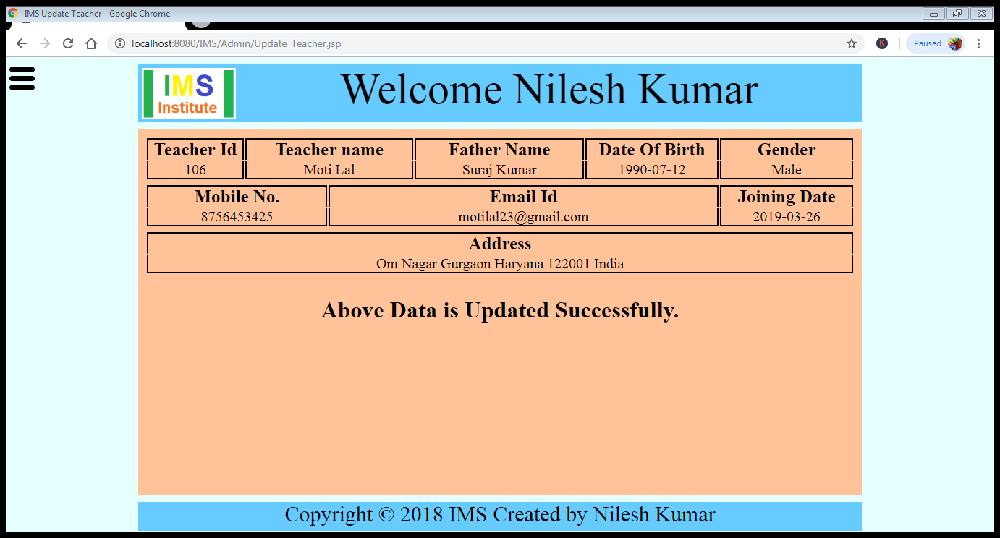 IMS Update Teacher - Google Chrome
localhost:8080/IMS/Admin/Update_Teacher.jsp
K
Paused
IMS
Institute
Welcome Nilesh Kumar
Teacher Id Teacher name Father Name Date Of Birth Gender
106 Moti Lal Suraj Kumar 1990-07-12 Male
Mobile No. Email Id Joining Date
8756453425 motilal23@gmail.com 2019-03-26
Address
Om Nagar Gurgaon Haryana 122001 India
Above Data is Updated Successfully.
Copyright © 2018 IMS Created by Nilesh Kumar